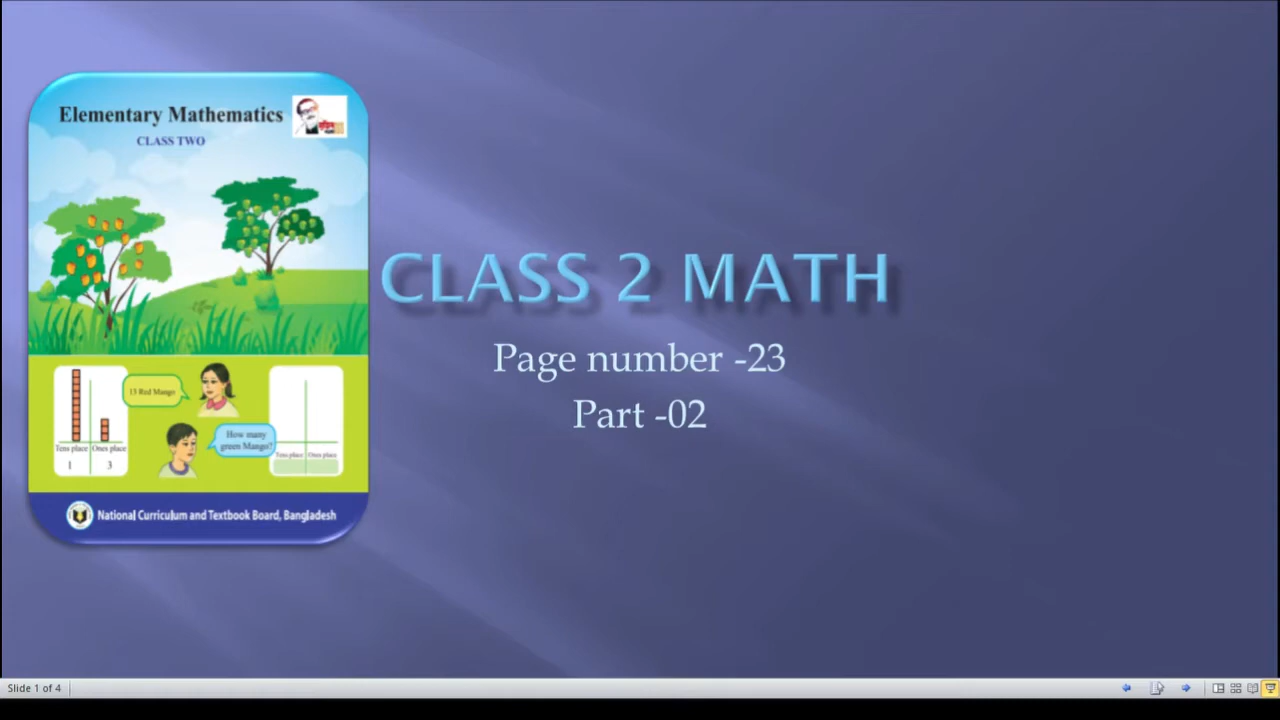 Elementary Mathematics
CLASS TWO
CLASS 2 MATH
Page number -23
Part -02
13 Red Mango
How many
green Mango?
Tens place Ones place
1 3
Tens place Ones place
National Curriculum and Textbook Board, Bangladesh
Slide 1 of 4